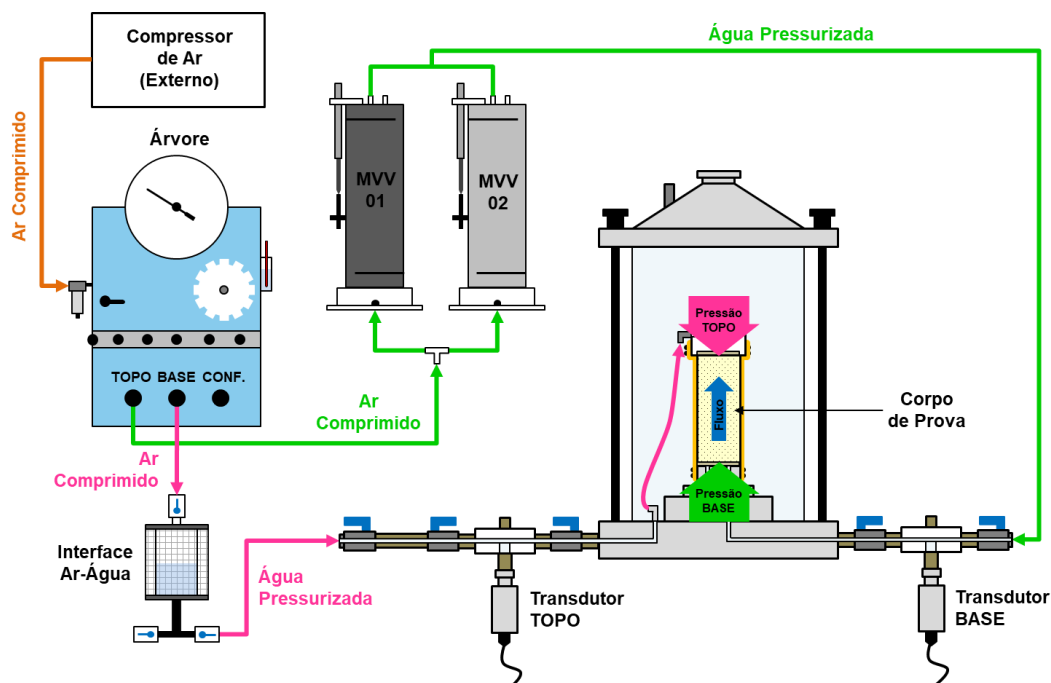 Compressor
de Ar
(Externo)
Água Pressurizada
Árvore
Ar Comprimido
MVV
01
MVV
02
TOPO
BASE
CONF.
Ar
Comprimido
Ar
Comprimido
Interface
Ar-Água
Água
Pressurizada
Pressão
TOPO
Fluxo
Corpo
de Prova
Pressão
BASE
Transdutor
TOPO
Transdutor
BASE